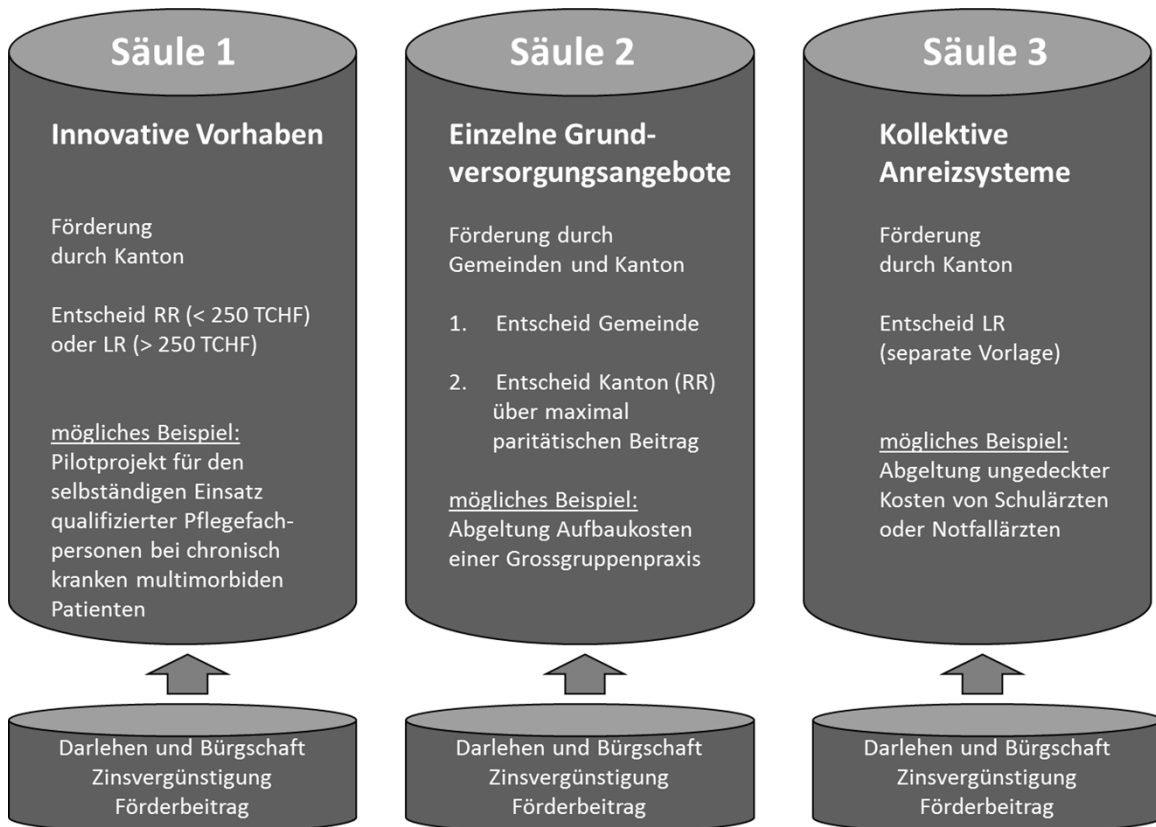 Säule 1
Innovative Vorhaben
Förderung
durch Kanton
Entscheid RR (< 250 TCHF)
oder LR (> 250 TCHF)
mögliches Beispiel:
Pilotprojekt für den
selbständigen Einsatz
qualifizierter Pflegefach-
personen bei chronisch
kranken multimorbiden
Patienten
Darlehen und Bürgschaft
Zinsvergünstigung
Förderbeitrag
Säule 2
Einzelne Grund-
versorgungsangebote
Förderung durch
Gemeinden und Kanton
1. Entscheid Gemeinde
2. Entscheid Kanton (RR)
über maximal
paritätischen Beitrag
mögliches Beispiel:
Abgeltung Aufbaukosten
einer Grossgruppenpraxis
Darlehen und Bürgschaft
Zinsvergünstigung
Förderbeitrag
Säule 3
Kollektive
Anreizsysteme
Förderung
durch Kanton
Entscheid LR
(separate Vorlage)
mögliches Beispiel:
Abgeltung ungedeckter
Kosten von Schulärzten
oder Notfallärzten
Darlehen und Bürgschaft
Zinsvergünstigung
Förderbeitrag